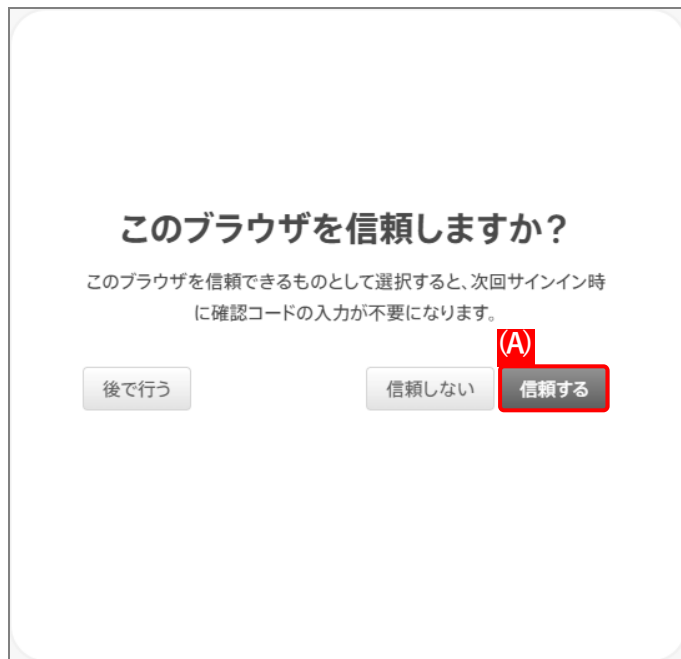 このブラウザを信頼しますか？
このブラウザを信頼できるものとして選択すると、次回サインイン時
に確認コードの入力が不要になります。
(A)
後で行う
信頼しない
信頼する